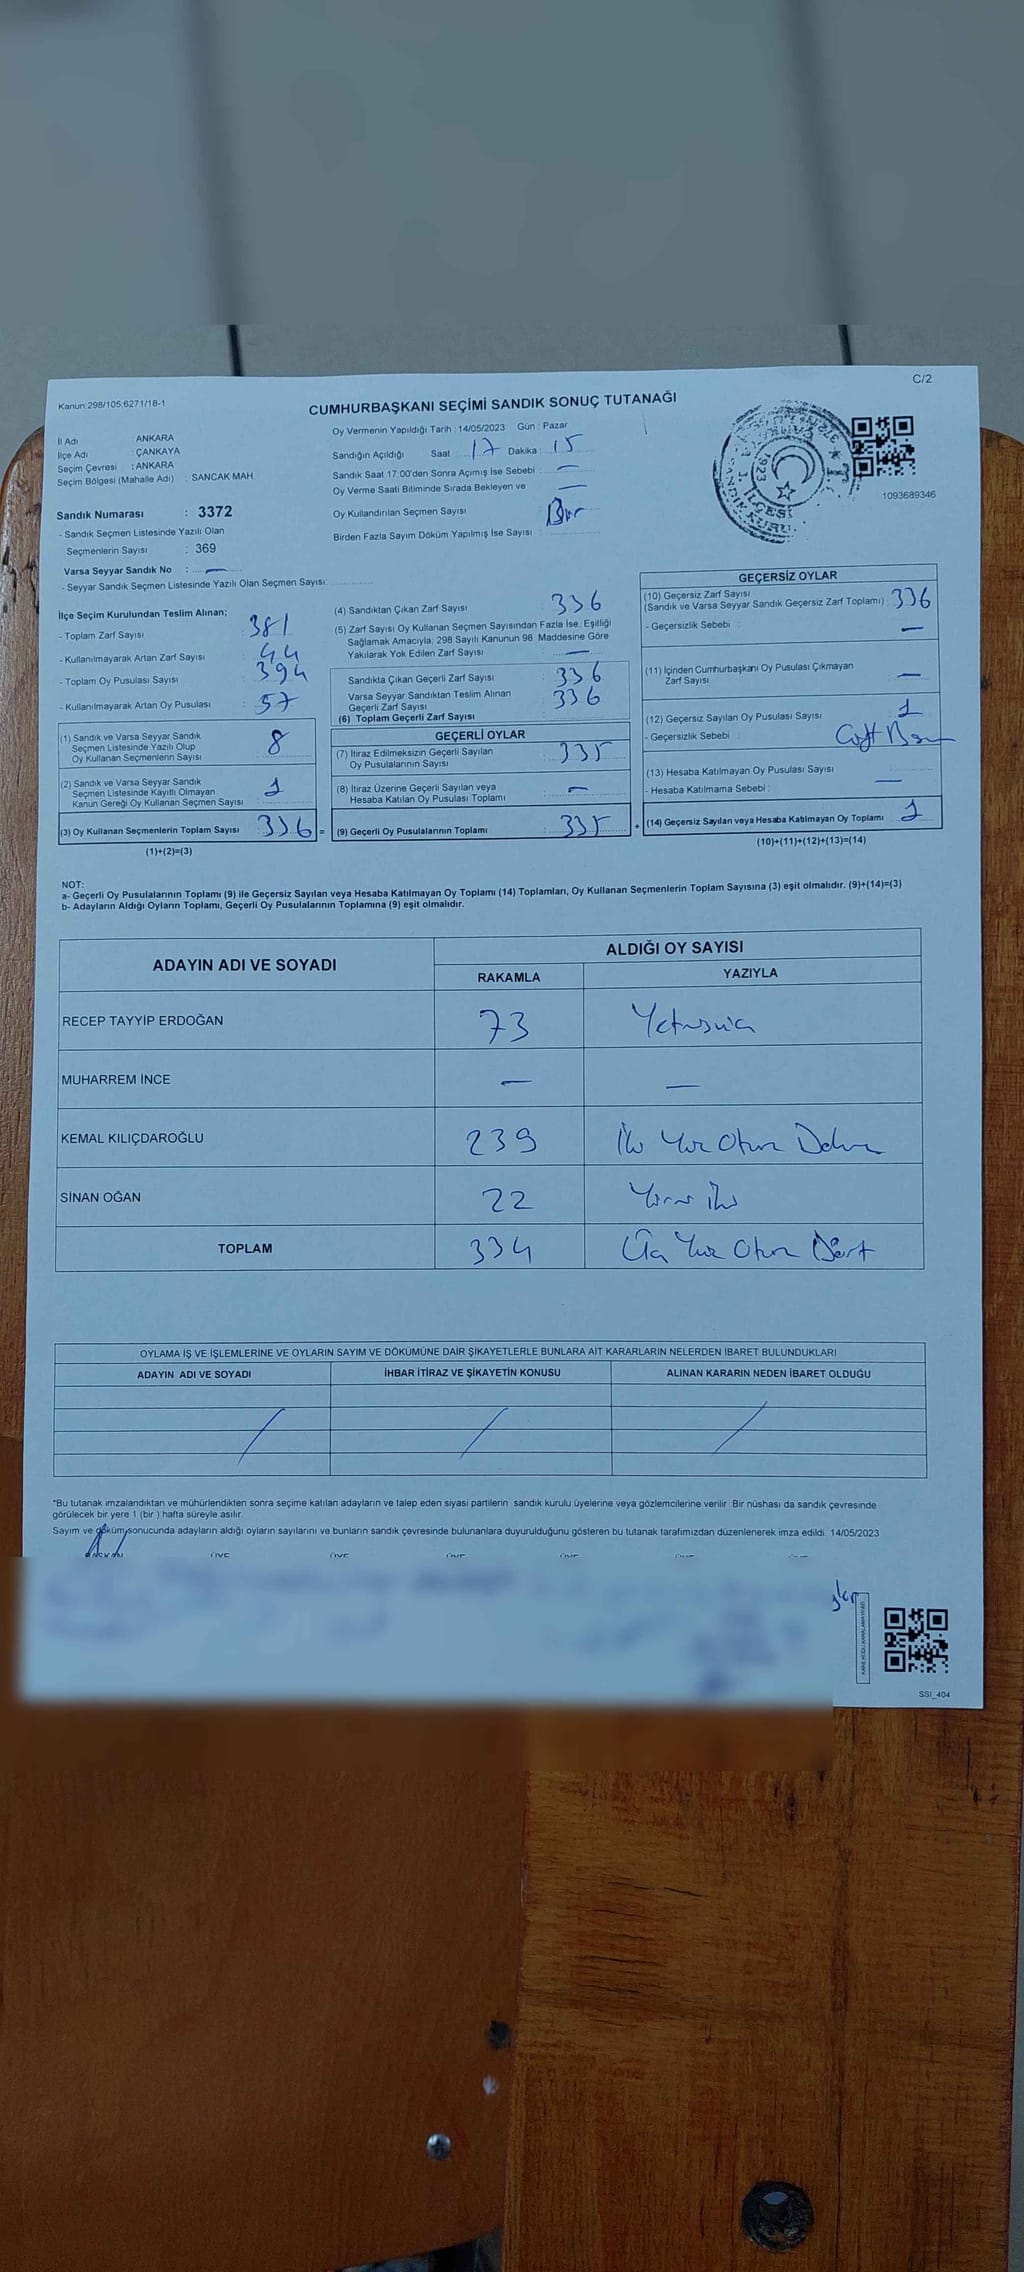 C/2
Kanun:298/105,6271/18-1
CUMHURBAŞKANI SEÇİMİ SANDIK SONUÇ TUTANAĞI
İl Adı : ANKARA
İlçe Adı : ÇANKAYA
Seçim Çevresi : ANKARA
Seçim Bölgesi (Mahalle Adı) : SANCAK MAH.
Sandık Numarası : 3372
- Sandık Seçmen Listesinde Yazılı Olan
Seçmenlerin Sayısı : 369
Varsa Seyyar Sandık No : —
- Seyyar Sandık Seçmen Listesinde Yazılı Olan Seçmen Sayısı:
Oy Vermenin Yapıldığı Tarih : 14/05/2023 Gün : Pazar
Sandığın Açıldığı Saat 17 Dakika : 15
Sandık Saat 17:00'den Sonra Açımış İse Sebebi : —
Oy Verme Saati Bitiminde Sırada Bekleyen ve —
Oy Kullandırılan Seçmen Sayısı : Bir
Birden Fazla Sayım Döküm Yapılmış İse Sayısı :
1093689346
İlçe Seçim Kurulundan Teslim Alınan;
- Toplam Zarf Sayısı : 381
- Kullanılmayarak Artan Zarf Sayısı : 44
- Toplam Oy Pusulası Sayısı : 394
- Kullanılmayarak Artan Oy Pusulası : 57
(1) Sandık ve Varsa Seyyar Sandık
Seçmen Listesinde Yazılı Olup
Oy Kullanan Seçmenlerin Sayısı : 8
(2) Sandık ve Varsa Seyyar Sandık
Seçmen Listesinde Kayıtlı Olmayan
Kanun Gereği Oy Kullanan Seçmen Sayısı : 1
(3) Oy Kullanan Seçmenlerin Toplam Sayısı : 336 =
(1)+(2)=(3)
(4) Sandıktan Çıkan Zarf Sayısı : 336
(5) Zarf Sayısı Oy Kullanan Seçmen Sayısından Fazla İse, Eşitliği
Sağlamak Amacıyla; 298 Sayılı Kanunun 98. Maddesine Göre
Yakılarak Yok Edilen Zarf Sayısı : —
Sandıkta Çıkan Geçerli Zarf Sayısı : 336
Varsa Seyyar Sandıktan Teslim Alınan
Geçerli Zarf Sayısı : 336
(6) Toplam Geçerli Zarf Sayısı :
GEÇERLİ OYLAR
(7) İtiraz Edilmeksizin Geçerli Sayılan
Oy Pusulalarının Sayısı : 335
(8) İtiraz Üzerine Geçerli Sayılan veya
Hesaba Katılan Oy Pusulası Toplamı : —
(9) Geçerli Oy Pusulalarının Toplamı : 335 +
GEÇERSİZ OYLAR
(10) Geçersiz Zarf Sayısı
(Sandık ve Varsa Seyyar Sandık Geçersiz Zarf Toplamı) : 336
- Geçersizlik Sebebi : —
(11) İçinden Cumhurbaşkanı Oy Pusulası Çıkmayan
Zarf Sayısı : —
(12) Geçersiz Sayılan Oy Pusulası Sayısı : 1
- Geçersizlik Sebebi : Çift
(13) Hesaba Katılmayan Oy Pusulası Sayısı :
- Hesaba Katılmama Sebebi : —
(14) Geçersiz Sayılan veya Hesaba Katılmayan Oy Toplamı : 1
(10)+(11)+(12)+(13)=(14)
NOT:
a- Geçerli Oy Pusulalarının Toplamı (9) ile Geçersiz Sayılan veya Hesaba Katılmayan Oy Toplamı (14) Toplamları, Oy Kullanan Seçmenlerin Toplam Sayısına (3) eşit olmalıdır. (9)+(14)=(3)
b- Adayların Aldığı Oyların Toplamı, Geçerli Oy Pusulalarının Toplamına (9) eşit olmalıdır.
ADAYIN ADI VE SOYADI ALDIĞI OY SAYISI
RAKAMLA YAZIYLA
RECEP TAYYİP ERDOĞAN 73
MUHARREM İNCE — —
KEMAL KILIÇDAROĞLU 239 İki Yüz Otuz Dokuz
SİNAN OĞAN 22 Yirmi iki
TOPLAM 334 Üç Yüz Otuz Dört
OYLAMA İŞ VE İŞLEMLERİNE VE OYLARIN SAYIM VE DÖKÜMÜNE DAİR ŞİKAYETLERLE BUNLARA AİT KARARLARIN NELERDEN İBARET BULUNDUKLARI
ADAYIN ADI VE SOYADI İHBAR İTİRAZ VE ŞİKAYETİN KONUSU ALINAN KARARIN NEDEN İBARET OLDUĞU
/ / /
*Bu tutanak imzalandıktan ve mühürlendikten sonra seçime katılan adayların ve talep eden siyasi partilerin sandık kurulu üyelerine veya gözlemcilerine verilir. Bir nüshası da sandık çevresinde
görülecek bir yere 1 (bir ) hafta süreyle asılır.
Sayım ve döküm sonucunda adayların aldığı oyların sayılarını ve bunların sandık çevresinde bulunanlara duyurulduğunu gösteren bu tutanak tarafımızdan düzenlenerek imza edildi. 14/05/2023
BAŞKAN ÜYE ÜYE ÜYE ÜYE ÜYE ÜYE
SSI_404